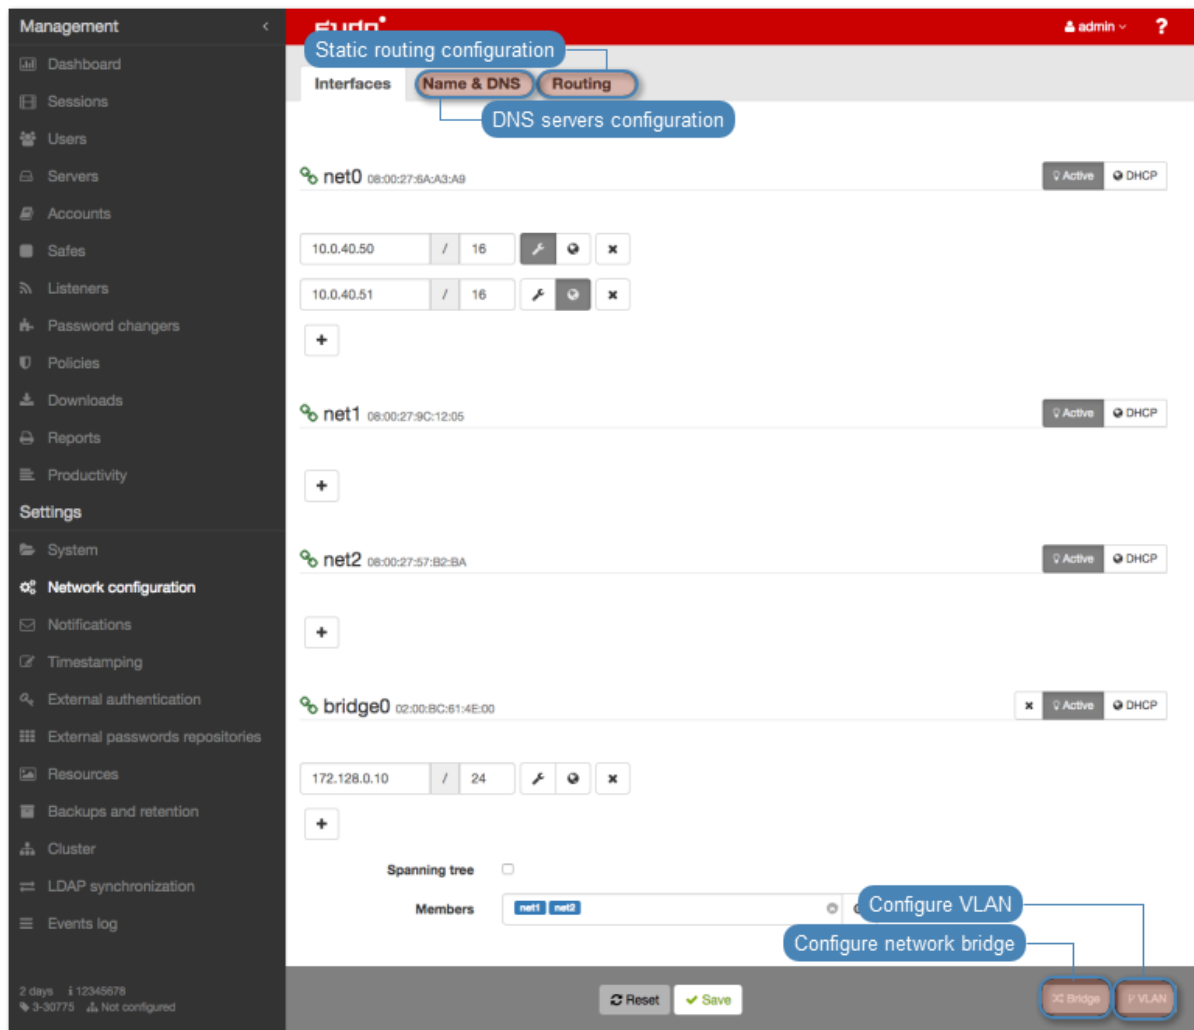 Management
Dashboard
Sessions
Users
Servers
Accounts
Safes
Listeners
Password changers
Policies
Downloads
Reports
Productivity
Settings
System
Network configuration
Notifications
Timestamping
External authentication
External passwords repositories
Resources
Backups and retention
Cluster
LDAP synchronization
Events log
2 days i 12345678
3-30775 Not configured
admin ?
Static routing configuration
Interfaces Name & DNS Routing
DNS servers configuration
net0 08:00:27:6A:A3:A9 Active DHCP
10.0.40.50 / 16
10.0.40.51 / 16
+
net1 08:00:27:9C:12:05 Active DHCP
+
net2 08:00:27:57:B2:BA Active DHCP
+
bridge0 02:00:BC:61:4E:00 Active DHCP
172.128.0.10 / 24
+
Spanning tree
Members net1 net2
Configure VLAN
Configure network bridge
Reset Save Bridge VLAN